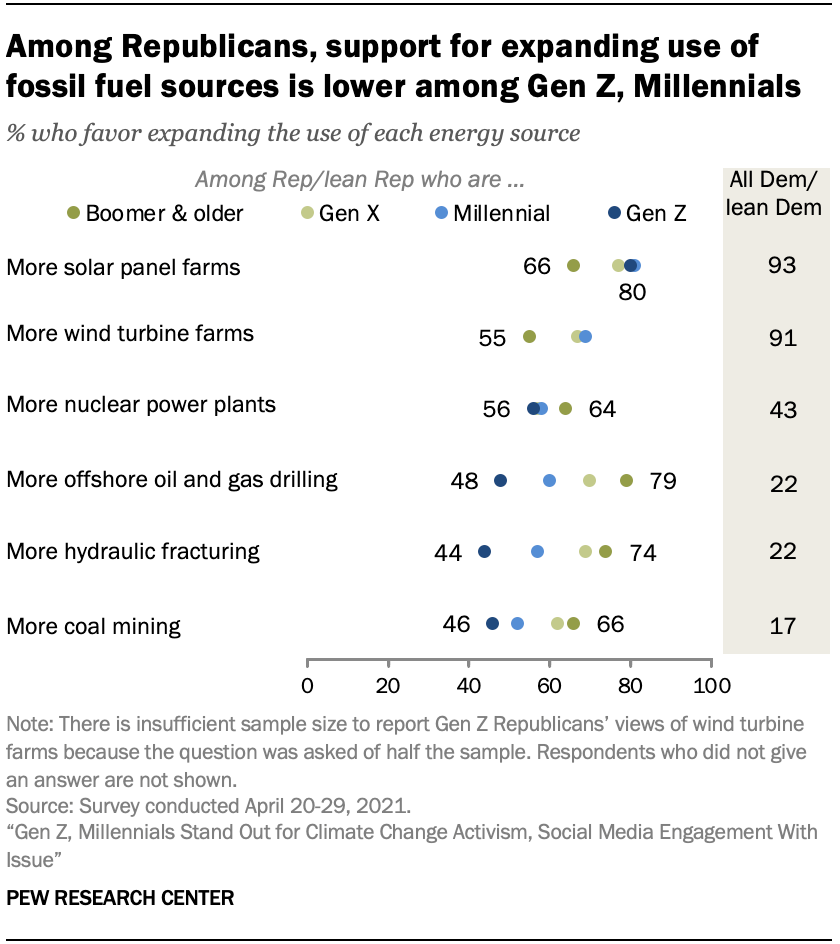 Among Republicans, support for expanding use of
fossil fuel sources is lower among Gen Z, Millennials
% who favor expanding the use of each energy source
Among Rep/lean Rep who are ...
All Dem/
lean Dem
Boomer & older Gen X Millennial Gen Z
More solar panel farms 66 80 93
More wind turbine farms 55 91
More nuclear power plants 56 64 43
More offshore oil and gas drilling 48 79 22
More hydraulic fracturing 44 74 22
More coal mining 46 66 17
0 20 40 60 80 100
Note: There is insufficient sample size to report Gen Z Republicans’ views of wind turbine
farms because the question was asked of half the sample. Respondents who did not give
an answer are not shown.
Source: Survey conducted April 20-29, 2021.
“Gen Z, Millennials Stand Out for Climate Change Activism, Social Media Engagement With
Issue”
PEW RESEARCH CENTER